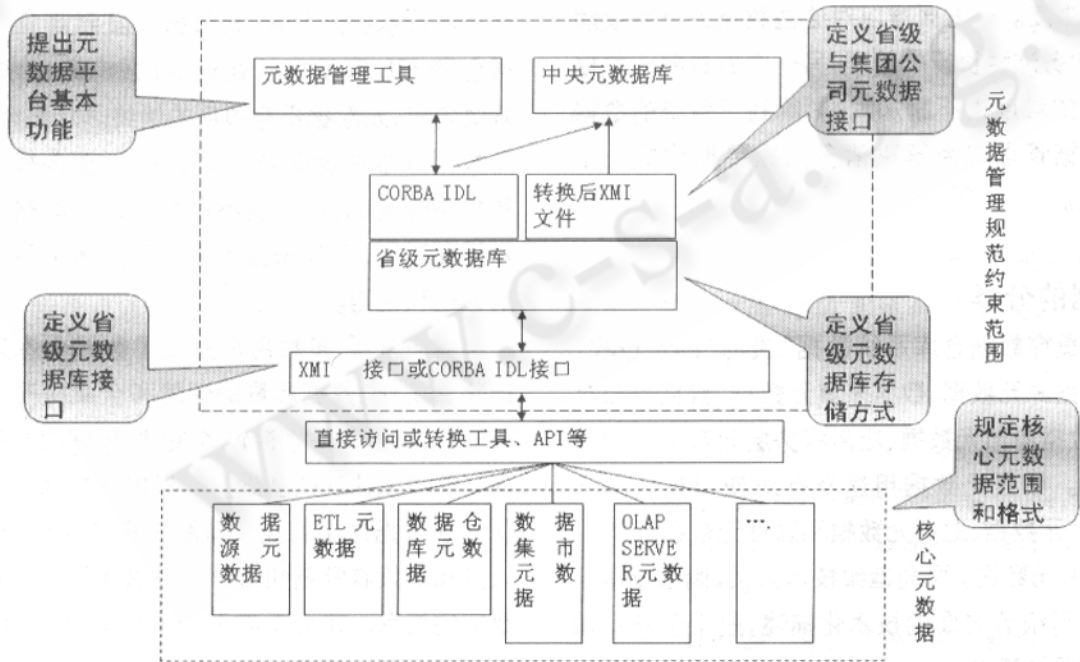 提出元
数据平
台基本
功能
元数据管理工具
中央元数据库
定义省级
与集团公
司元数据
接口
元数据管理规范约束范围
CORBA IDL
转换后XMI
文件
省级元数据库
定义省
级元数
据库接
口
XMI 接口或CORBA IDL接口
定义省
级元数
据库存
储方式
直接访问或转换工具、API等
规定核
心元数
据范围
和格式
数据
源元
数据
ETL元
数据
数据仓
库元数
据
数据
集市
元数
据
OLAP
SERVE
R元数
据
….
核心元数据
www.c-s-a.org.c